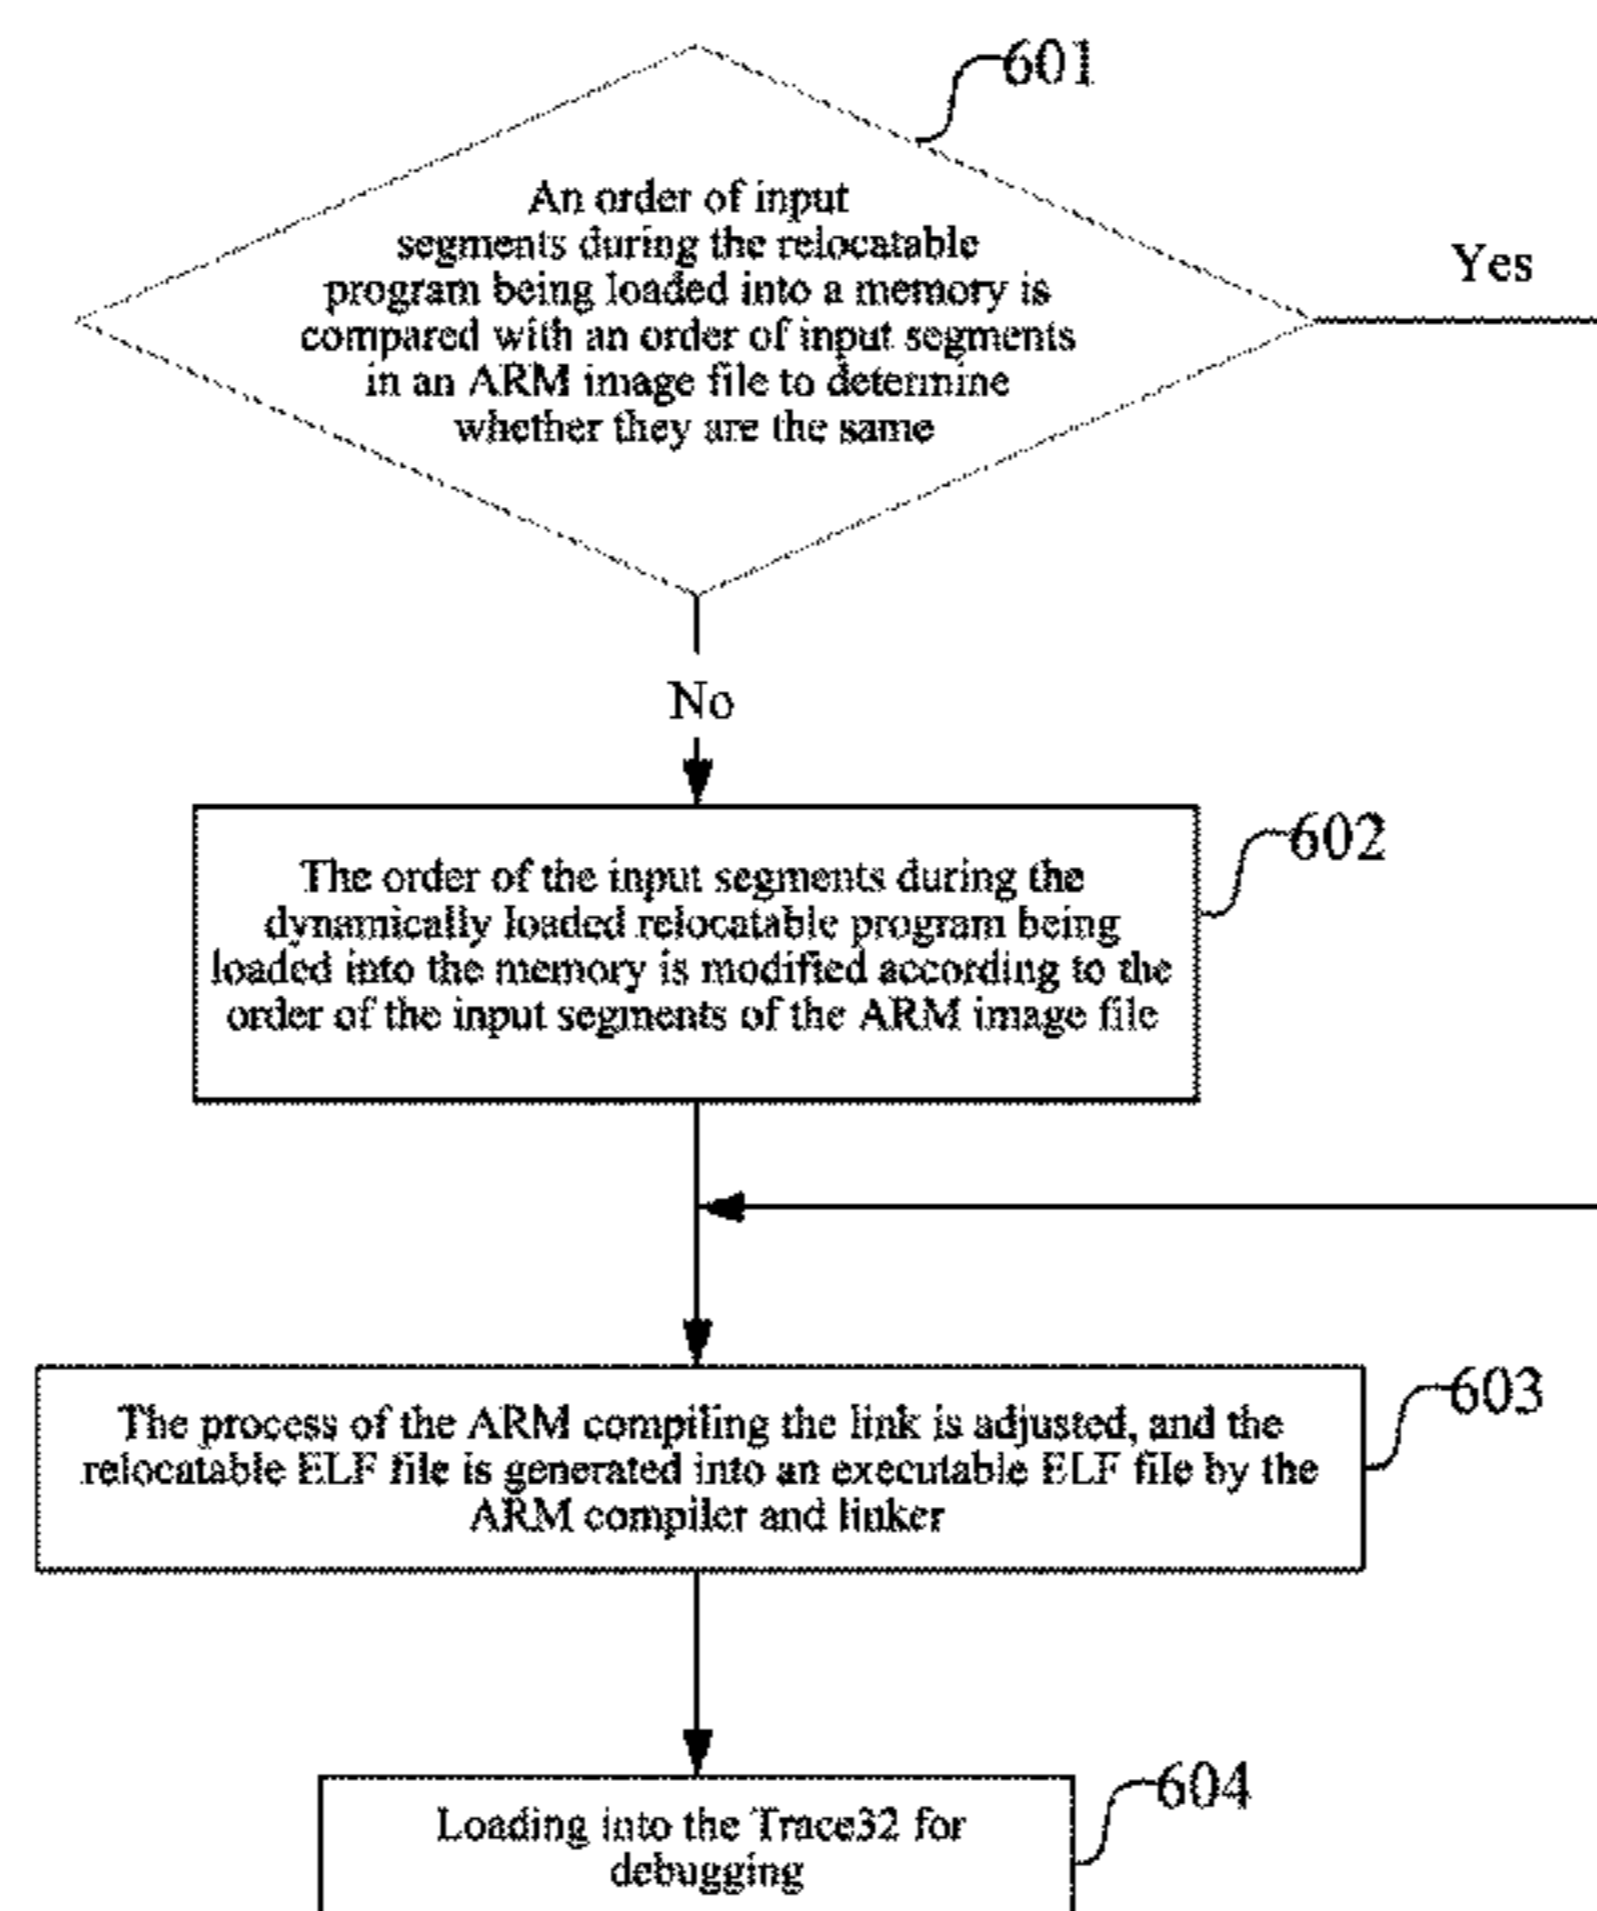 601
An order of input
segments during the relocatable
program being loaded into a memory is
compared with an order of input segments
in an ARM image file to determine
whether they are the same
Yes
No
602
The order of the input segments during the
dynamically loaded relocatable program being
loaded into the memory is modified according to the
order of the input segments of the ARM image file
603
The process of the ARM compiling the link is adjusted, and the
relocatable ELF file is generated into an executable ELF file by the
ARM compiler and linker
604
Loading into the Trace32 for
debugging